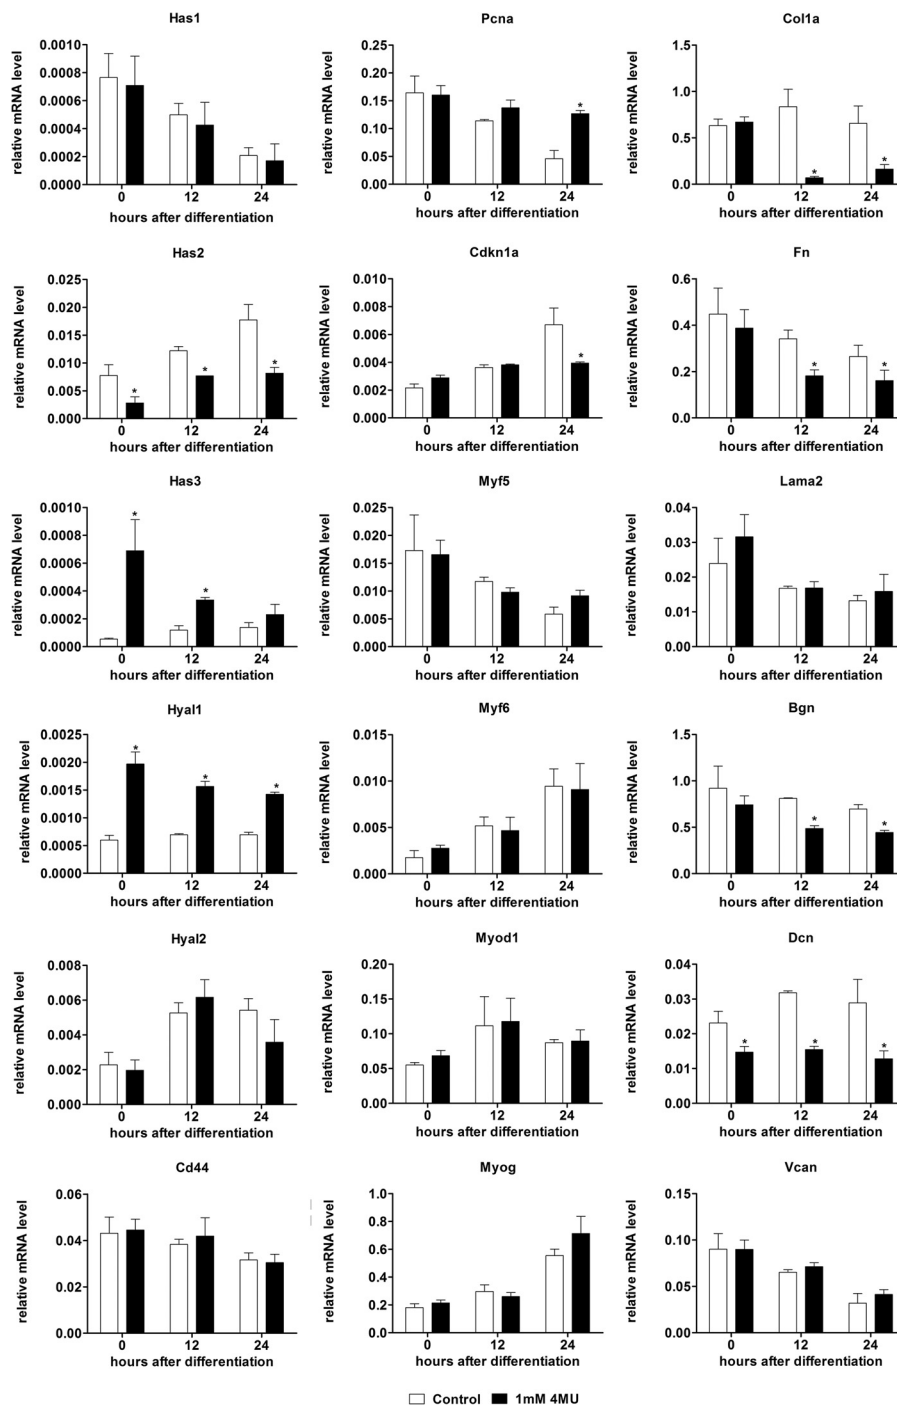 Has1
relative mRNA level
0.0010
0.0008
0.0006
0.0004
0.0002
0.0000
0 12 24
hours after differentiation
Pcna
relative mRNA level
0.25
0.20
0.15
0.10
0.05
0.00
*
0 12 24
hours after differentiation
Col1a
relative mRNA level
1.5
1.0
0.5
0.0
* *
0 12 24
hours after differentiation
Has2
relative mRNA level
0.025
0.020
0.015
0.010
0.005
0.000
* * *
0 12 24
hours after differentiation
Cdkn1a
relative mRNA level
0.010
0.008
0.006
0.004
0.002
0.000
*
0 12 24
hours after differentiation
Fn
relative mRNA level
0.6
0.4
0.2
0.0
* *
0 12 24
hours after differentiation
Has3
relative mRNA level
0.0010
0.0008
0.0006
0.0004
0.0002
0.0000
* *
0 12 24
hours after differentiation
Myf5
relative mRNA level
0.025
0.020
0.015
0.010
0.005
0.000
0 12 24
hours after differentiation
Lama2
relative mRNA level
0.04
0.03
0.02
0.01
0.00
0 12 24
hours after differentiation
Hyal1
relative mRNA level
0.0025
0.0020
0.0015
0.0010
0.0005
0.0000
* * *
0 12 24
hours after differentiation
Myf6
relative mRNA level
0.015
0.010
0.005
0.000
0 12 24
hours after differentiation
Bgn
relative mRNA level
1.5
1.0
0.5
0.0
* *
0 12 24
hours after differentiation
Hyal2
relative mRNA level
0.008
0.006
0.004
0.002
0.000
0 12 24
hours after differentiation
Myod1
relative mRNA level
0.20
0.15
0.10
0.05
0.00
0 12 24
hours after differentiation
Dcn
relative mRNA level
0.04
0.03
0.02
0.01
0.00
* * *
0 12 24
hours after differentiation
Cd44
relative mRNA level
0.06
0.04
0.02
0.00
0 12 24
hours after differentiation
Myog
relative mRNA level
1.0
0.8
0.6
0.4
0.2
0.0
0 12 24
hours after differentiation
Vcan
relative mRNA level
0.15
0.10
0.05
0.00
0 12 24
hours after differentiation
Control 1mM 4MU